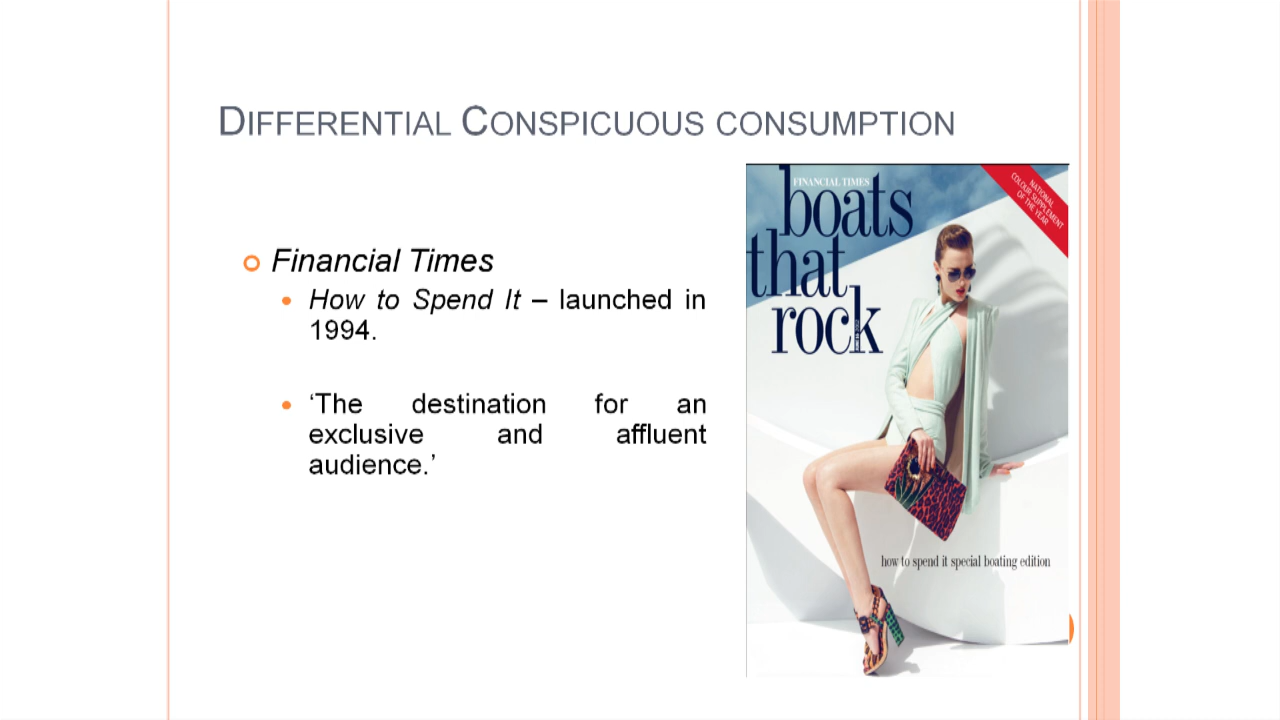 DIFFERENTIAL CONSPICUOUS CONSUMPTION
Financial Times
How to Spend It – launched in
1994.
‘The destination for an
exclusive and affluent
audience.’
FINANCIAL TIMES
boats
that
rock
NATIONAL
COLOUR SUPPLEMENT
OF THE YEAR
how to spend it special boating edition